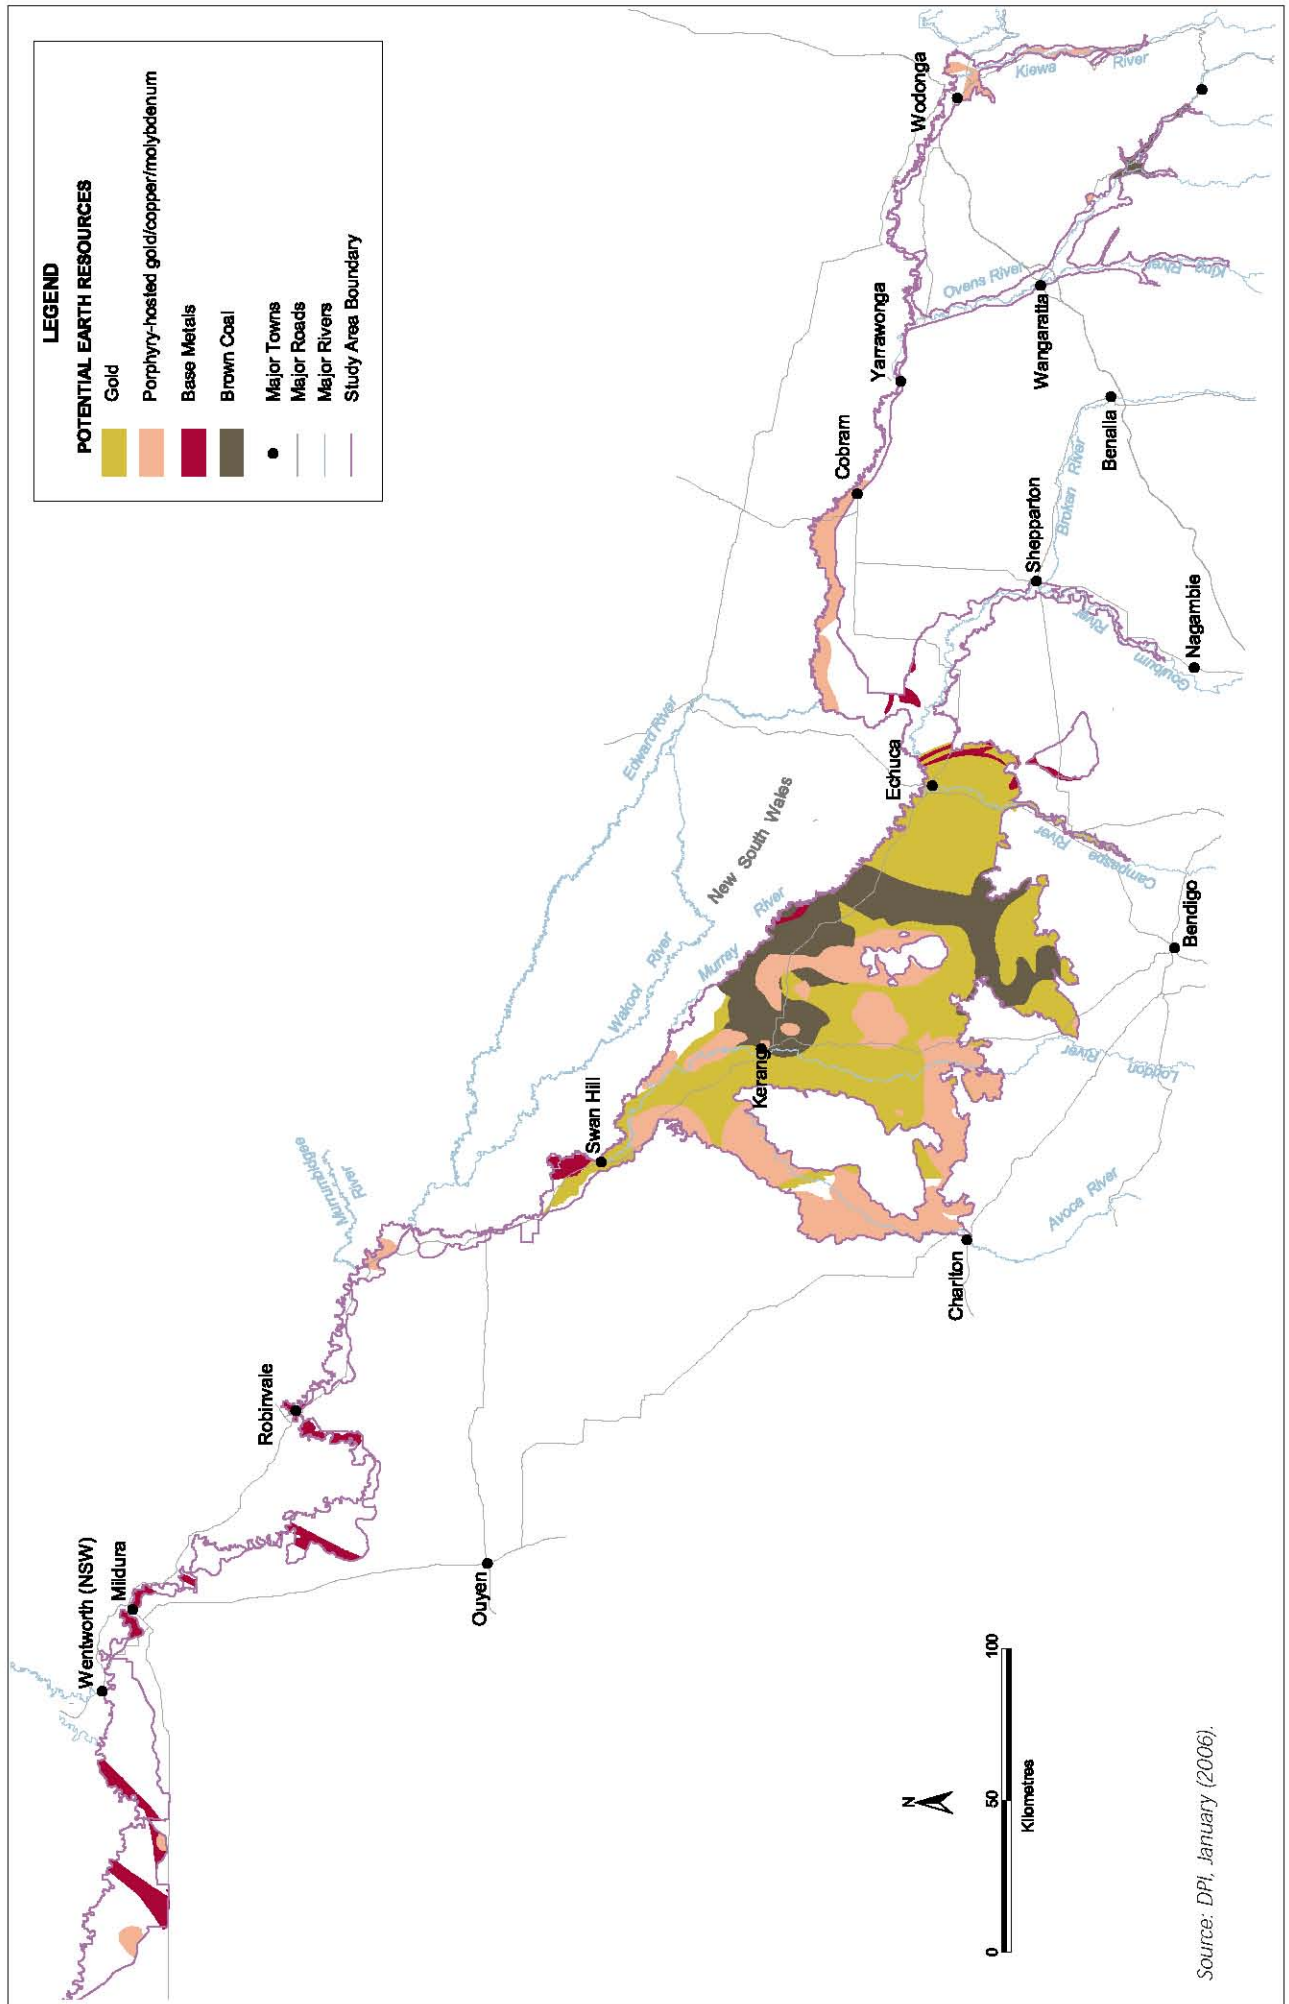 LEGEND
POTENTIAL EARTH RESOURCES
Gold
Porphyry-hosted gold/copper/molybdenum
Base Metals
Brown Coal
Major Towns
Major Roads
Major Rivers
Study Area Boundary
Wentworth (NSW)
Mildura
Robinvale
Ouyen
Murrumbidgee
River
Swan Hill
Wakool River
Edward River
Murray River
New South Wales
Kerang
Charlton
Avoca River
Loddon
River
Bendigo
Campaspe
River
Echuca
Goulburn
River
Nagambie
Shepparton
Broken River
Benalla
Cobram
Yarrawonga
Ovens River
Wangaratta
King
River
Wodonga
Kiewa River
N
0 50 100
Kilometres
Source: DPI, January (2006).